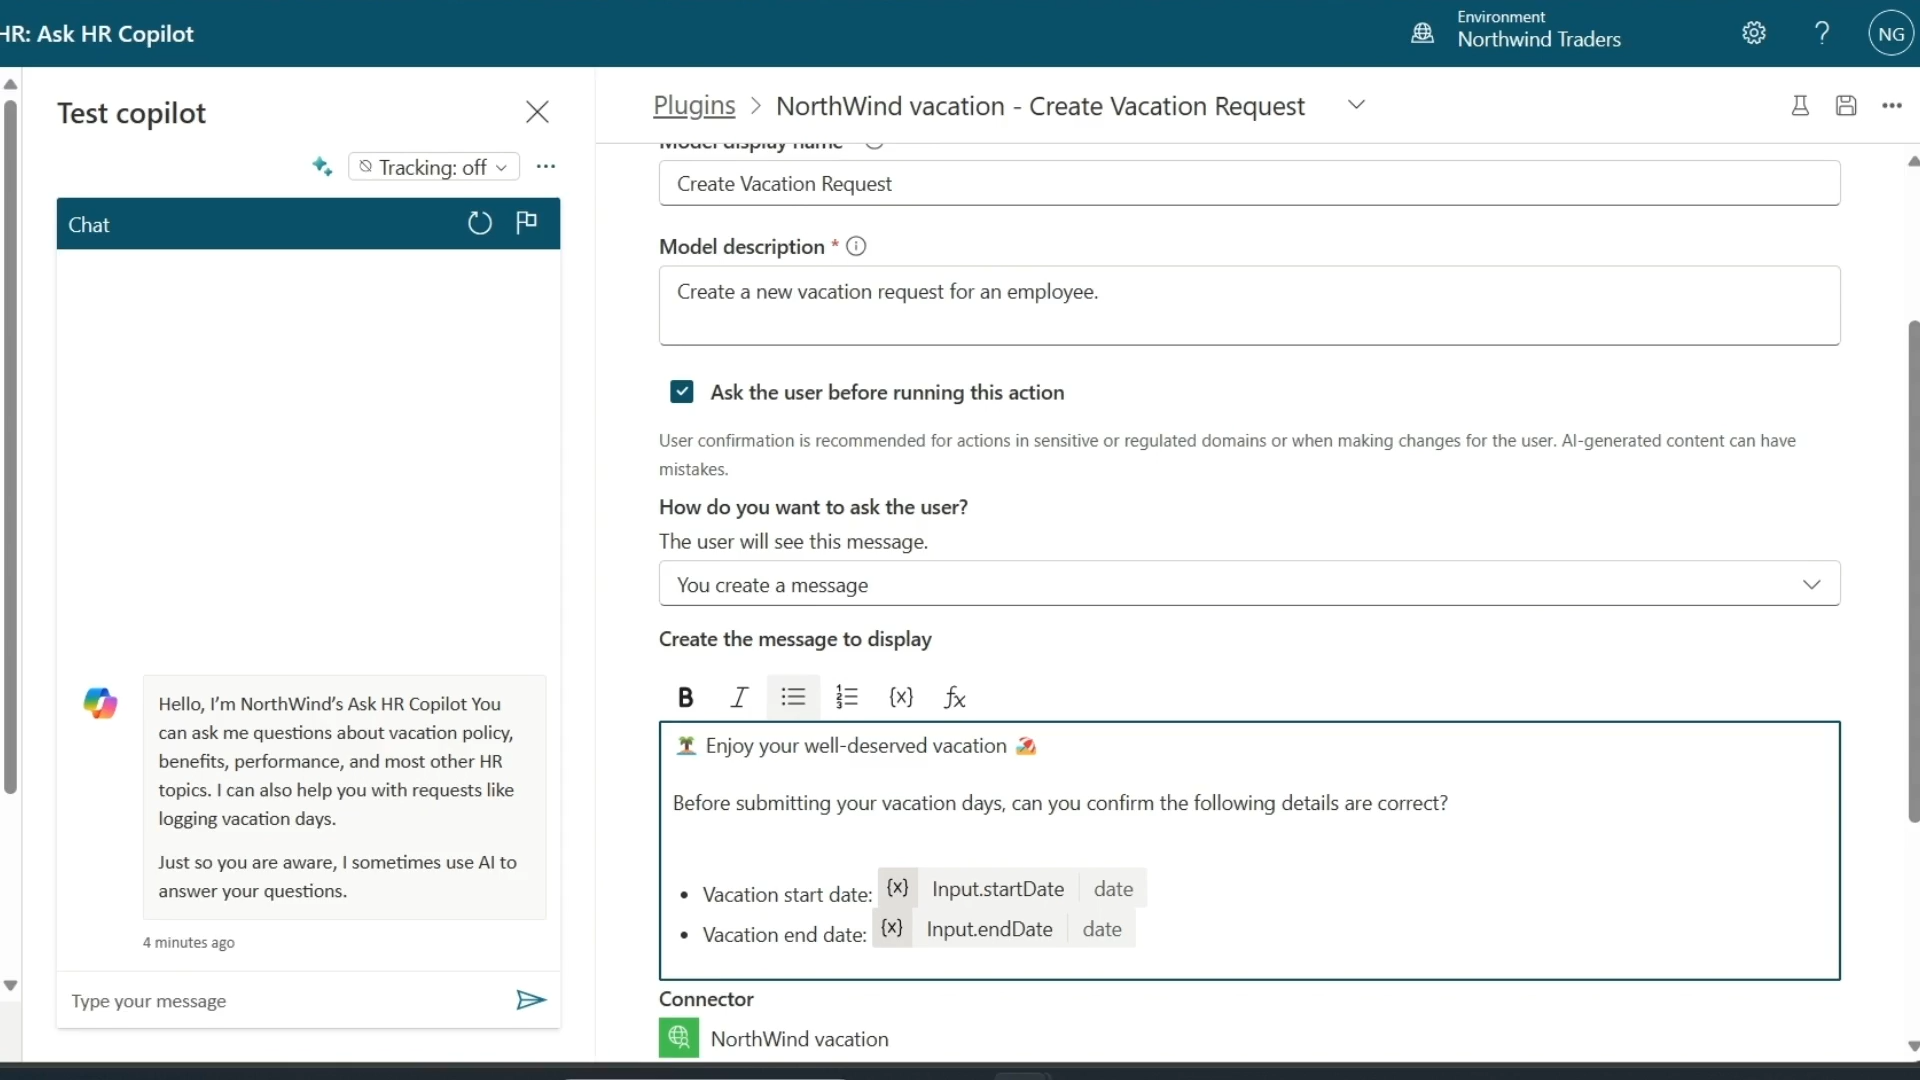 HR: Ask HR Copilot
Environment
Northwind Traders
NG
Test copilot
Tracking: off
Chat
Hello, I'm NorthWind's Ask HR Copilot You
can ask me questions about vacation policy,
benefits, performance, and most other HR
topics. I can also help you with requests like
logging vacation days.
Just so you are aware, I sometimes use AI to
answer your questions.
4 minutes ago
Type your message
Plugins > NorthWind vacation - Create Vacation Request
Model display name
Create Vacation Request
Model description *
Create a new vacation request for an employee.
Ask the user before running this action
User confirmation is recommended for actions in sensitive or regulated domains or when making changes for the user. AI-generated content can have
mistakes.
How do you want to ask the user?
The user will see this message.
You create a message
Create the message to display
B I {x} fx
🏝️ Enjoy your well-deserved vacation 🏖️
Before submitting your vacation days, can you confirm the following details are correct?
• Vacation start date: {x} Input.startDate date
• Vacation end date: {x} Input.endDate date
Connector
NorthWind vacation